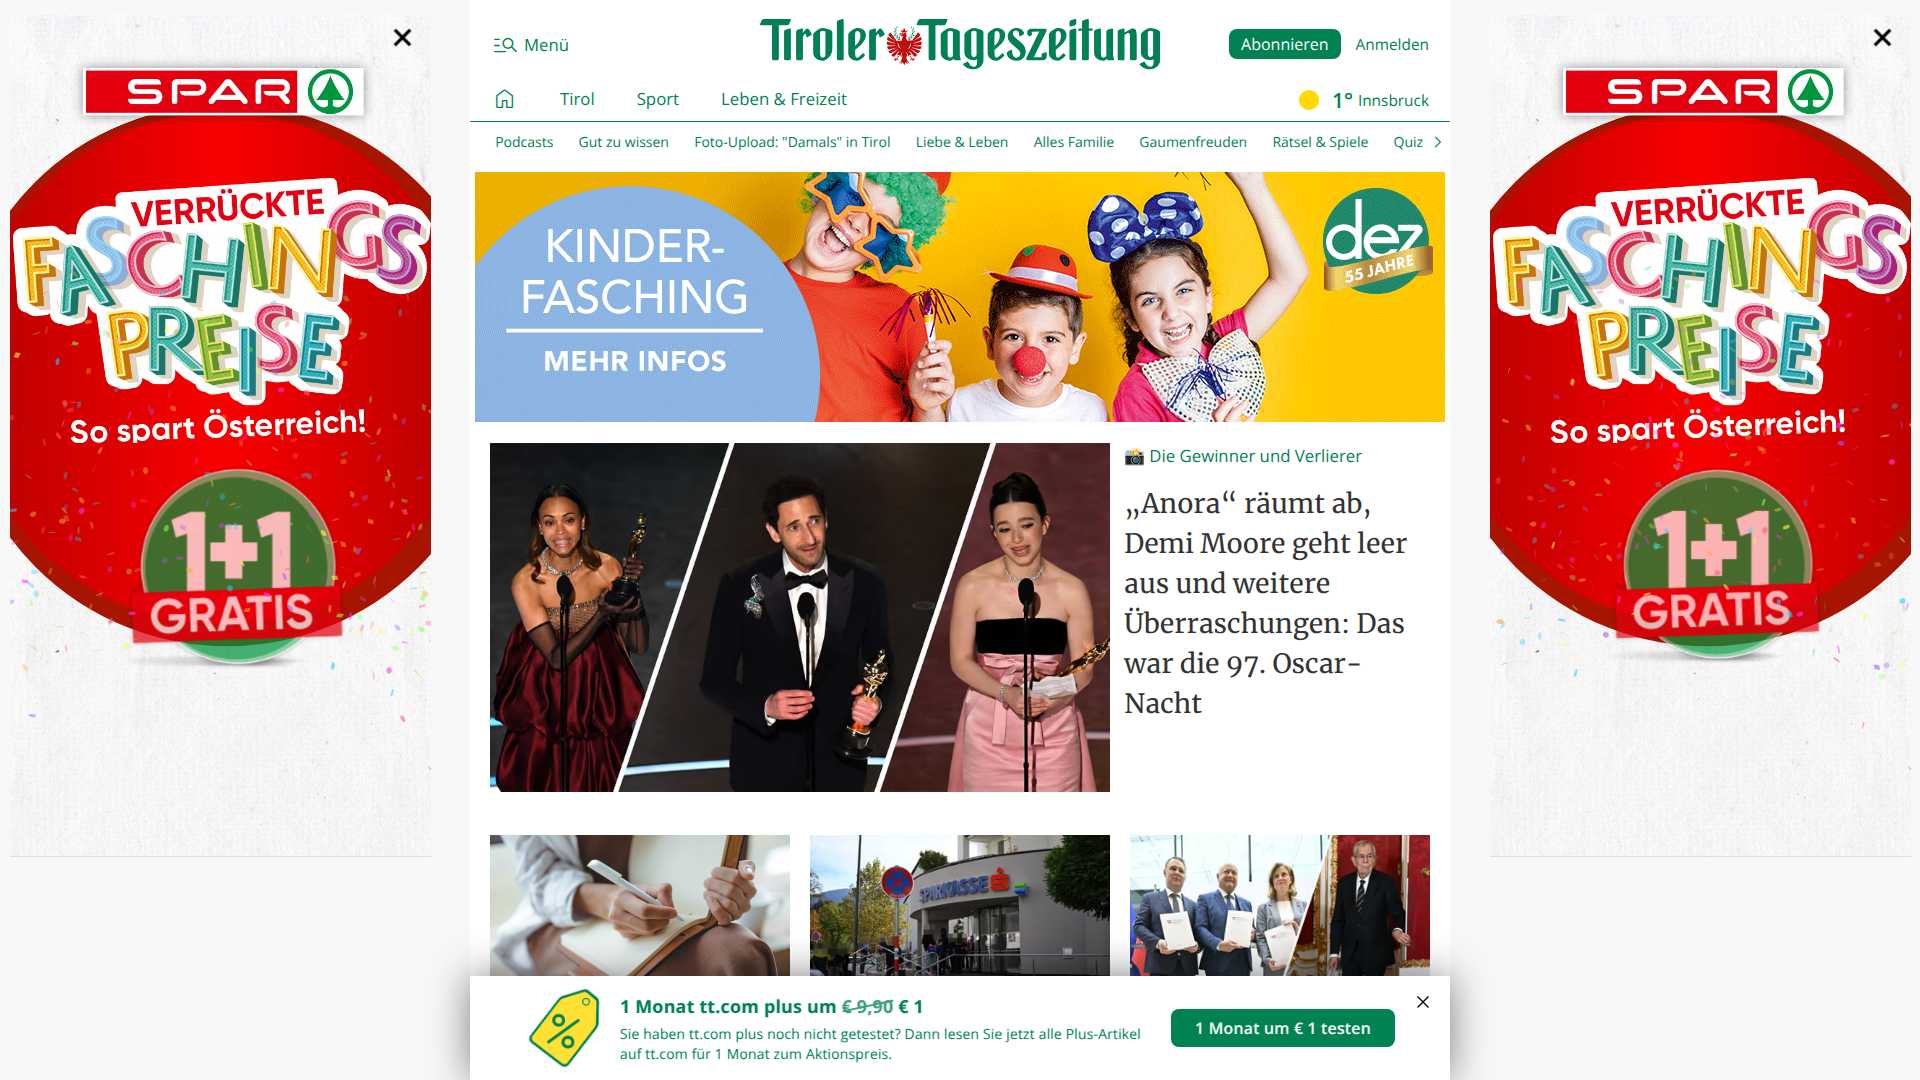 Menü
Tiroler Tageszeitung
Abonnieren
Anmelden
Tirol
Sport
Leben & Freizeit
1° Innsbruck
Podcasts
Gut zu wissen
Foto-Upload: "Damals" in Tirol
Liebe & Leben
Alles Familie
Gaumenfreuden
Rätsel & Spiele
Quiz
SPAR
VERRÜCKTE
FASCHINGS
PREISE
So spart Österreich!
1+1
GRATIS
KINDER-
FASCHING
MEHR INFOS
dez
55 JAHRE
Die Gewinner und Verlierer
„Anora“ räumt ab,
Demi Moore geht leer
aus und weitere
Überraschungen: Das
war die 97. Oscar-
Nacht
SPARKASSE
1 Monat tt.com plus um € 9,90 € 1
Sie haben tt.com plus noch nicht getestet? Dann lesen Sie jetzt alle Plus-Artikel
auf tt.com für 1 Monat zum Aktionspreis.
1 Monat um € 1 testen
SPAR
VERRÜCKTE
FASCHINGS
PREISE
So spart Österreich!
1+1
GRATIS